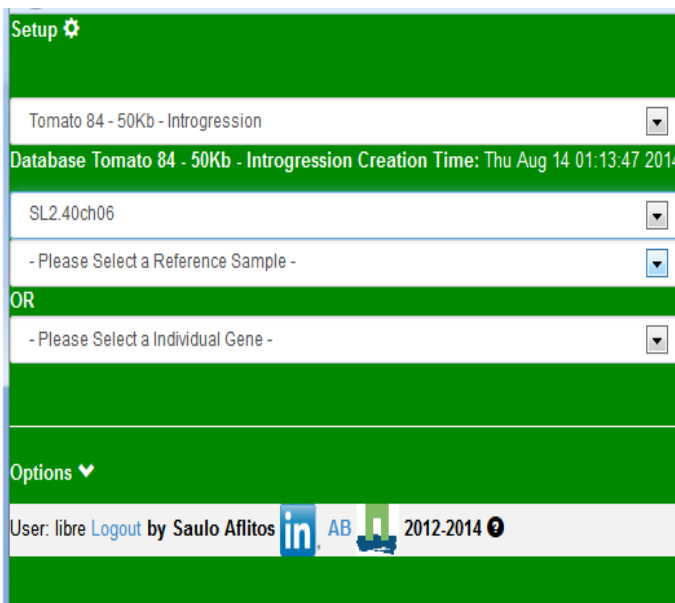 Setup
Tomato 84 - 50Kb - Introgression
Database Tomato 84 - 50Kb - Introgression Creation Time: Thu Aug 14 01:13:47 2014
SL2.40ch06
- Please Select a Reference Sample -
OR
- Please Select a Individual Gene -
Options
User: libre Logout by Saulo Aflitos in, AB 2012-2014 ?